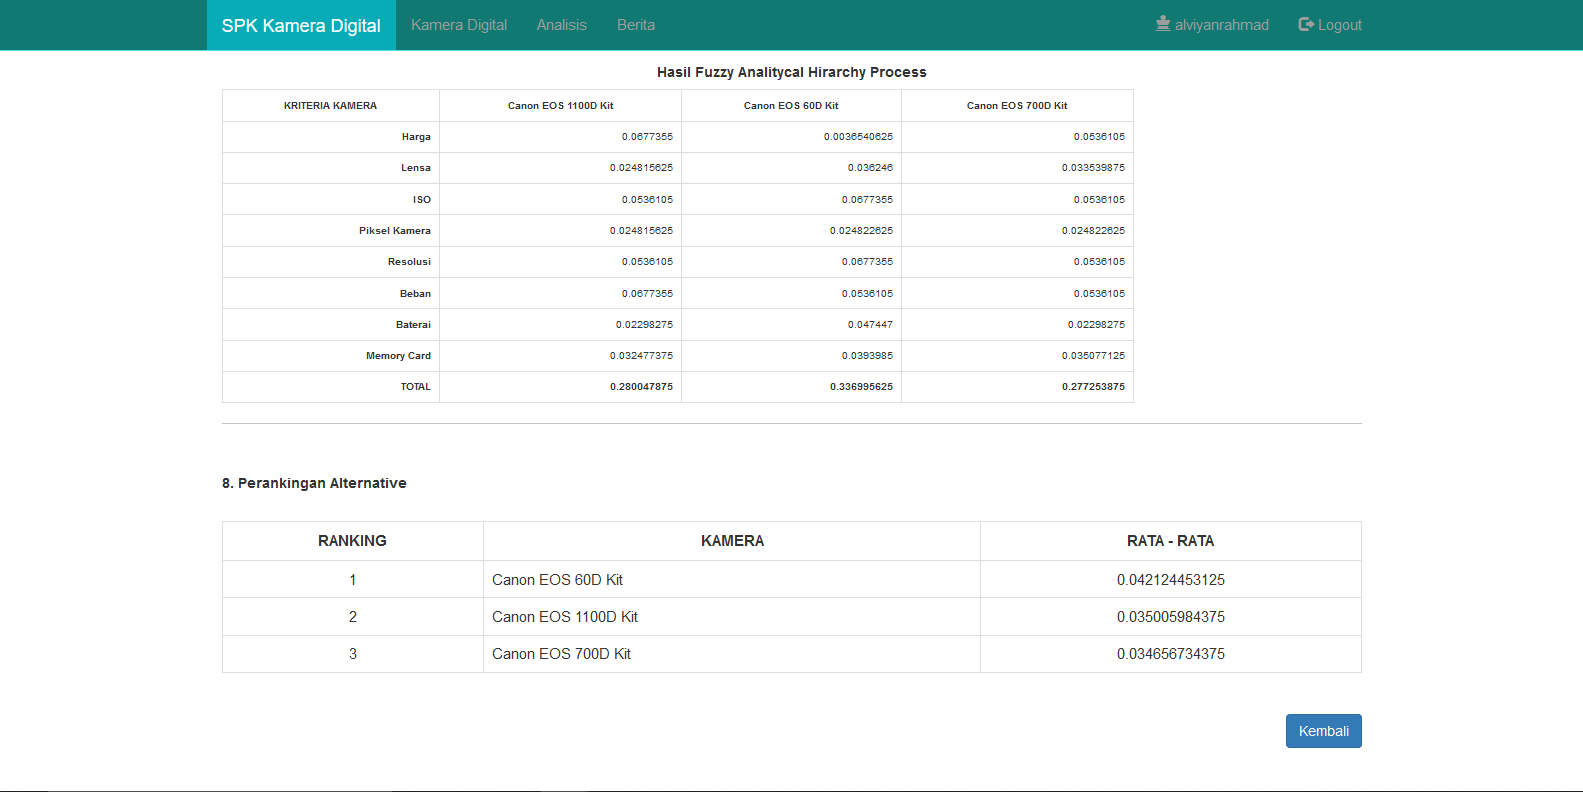 SPK Kamera Digital Kamera Digital Analisis Berita alviyanrahmad Logout
Hasil Fuzzy Analitycal Hirarchy Process
KRITERIA KAMERA Canon EOS 1100D Kit Canon EOS 60D Kit Canon EOS 700D Kit
Harga 0.0677355 0.0036540625 0.0536105
Lensa 0.024815625 0.036246 0.033539875
ISO 0.0536105 0.0677355 0.0536105
Piksel Kamera 0.024815625 0.024822625 0.024822625
Resolusi 0.0536105 0.0677355 0.0536105
Beban 0.0677355 0.0536105 0.0536105
Baterai 0.02298275 0.047447 0.02298275
Memory Card 0.032477375 0.0393985 0.035077125
TOTAL 0.280047875 0.336995625 0.277253875
8. Perankingan Alternative
RANKING KAMERA RATA - RATA
1 Canon EOS 60D Kit 0.042124453125
2 Canon EOS 1100D Kit 0.035005984375
3 Canon EOS 700D Kit 0.034656734375
Kembali